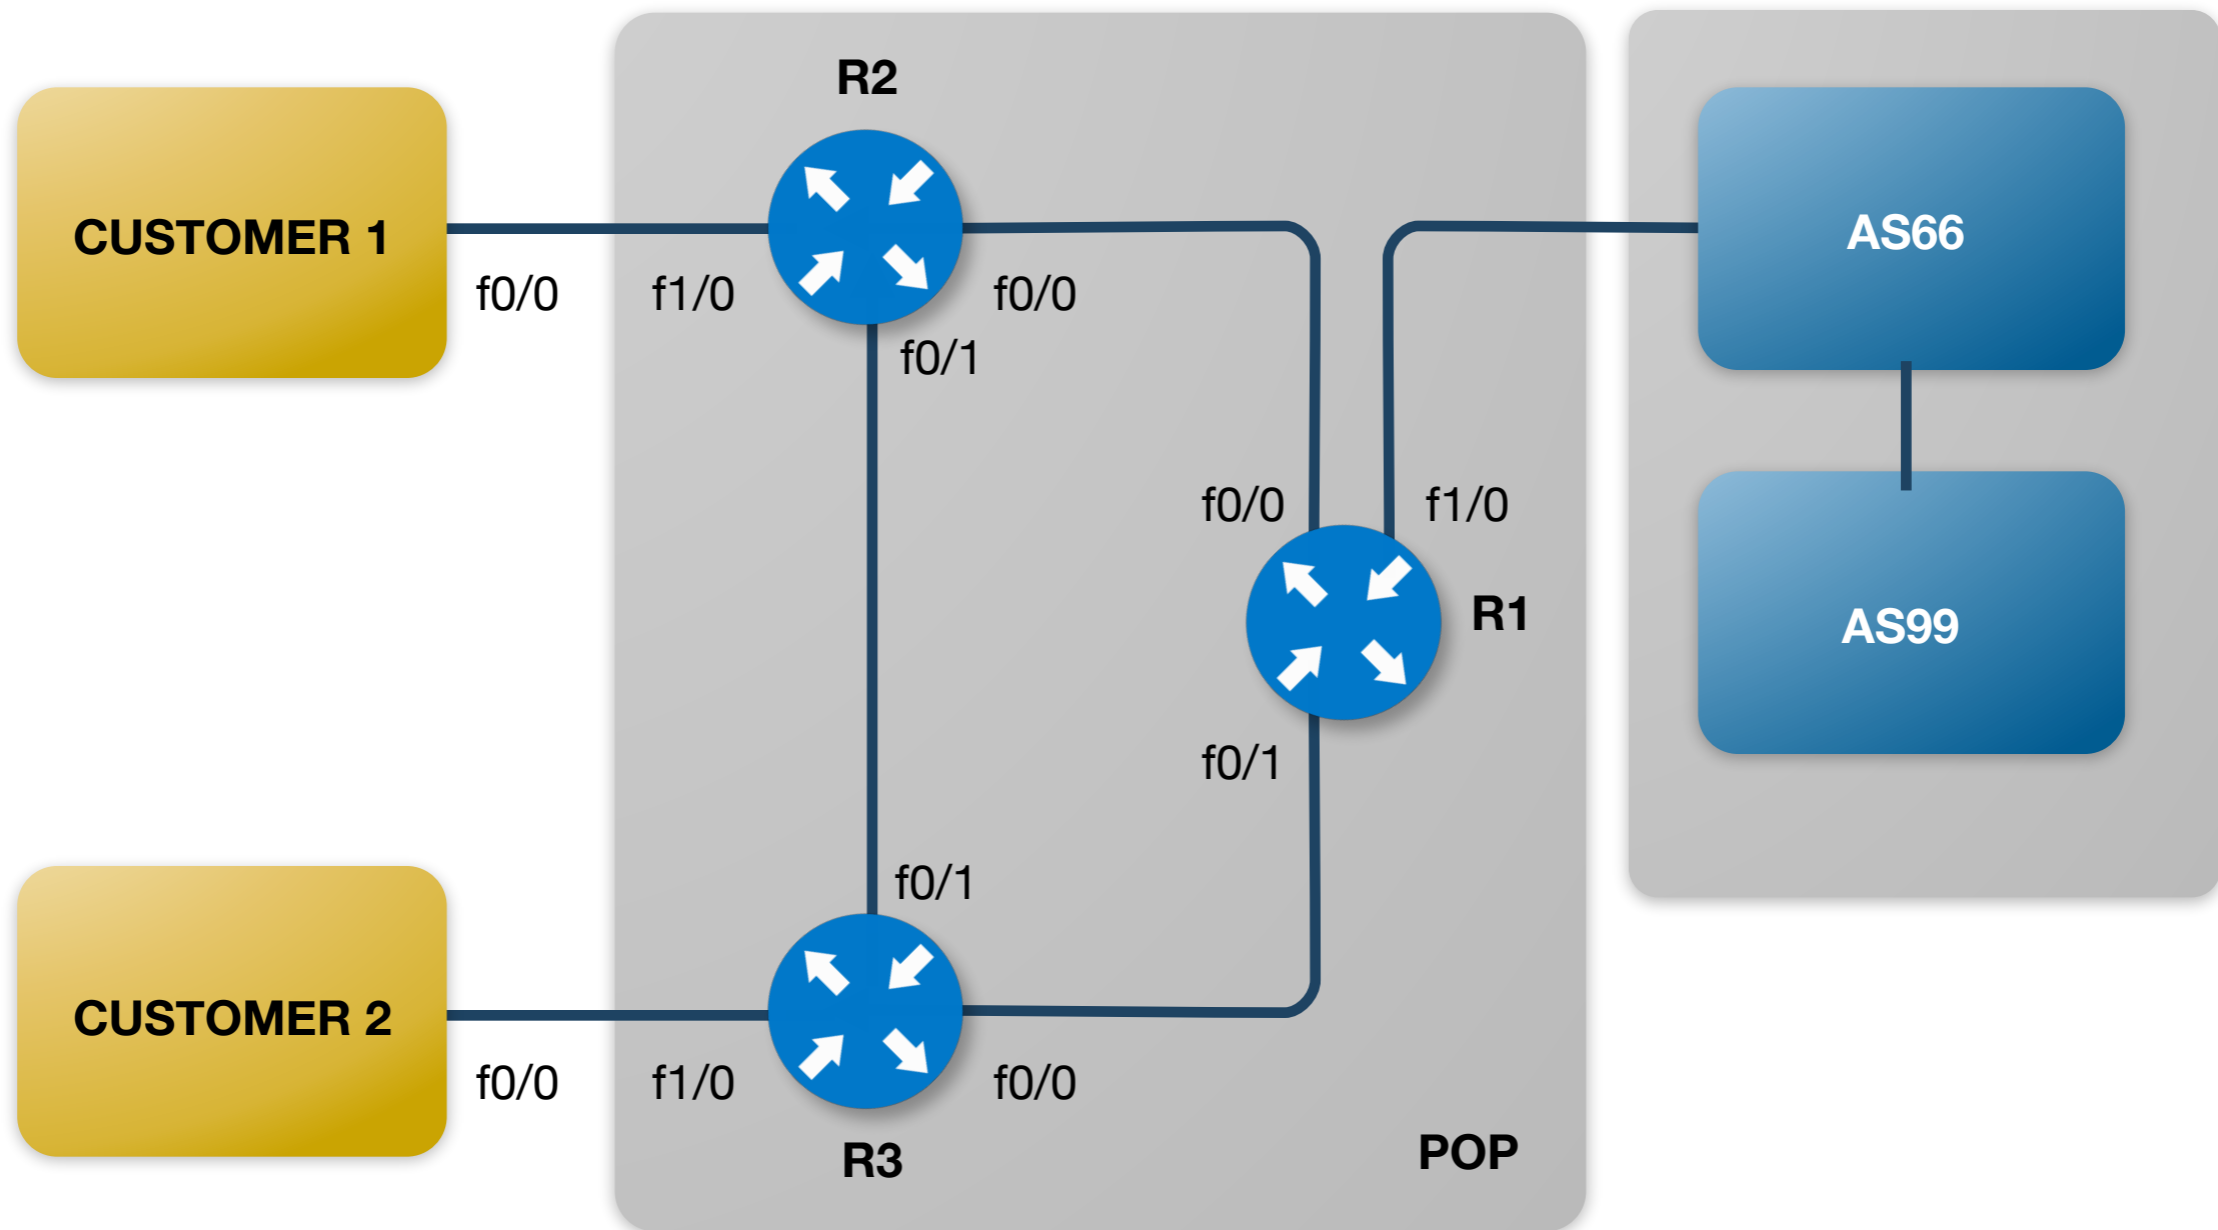 R2
CUSTOMER 1
AS66
f0/0
f1/0
f0/0
f0/1
f0/0
f1/0
R1
AS99
f0/1
f0/1
CUSTOMER 2
f0/0
f1/0
f0/0
R3
POP